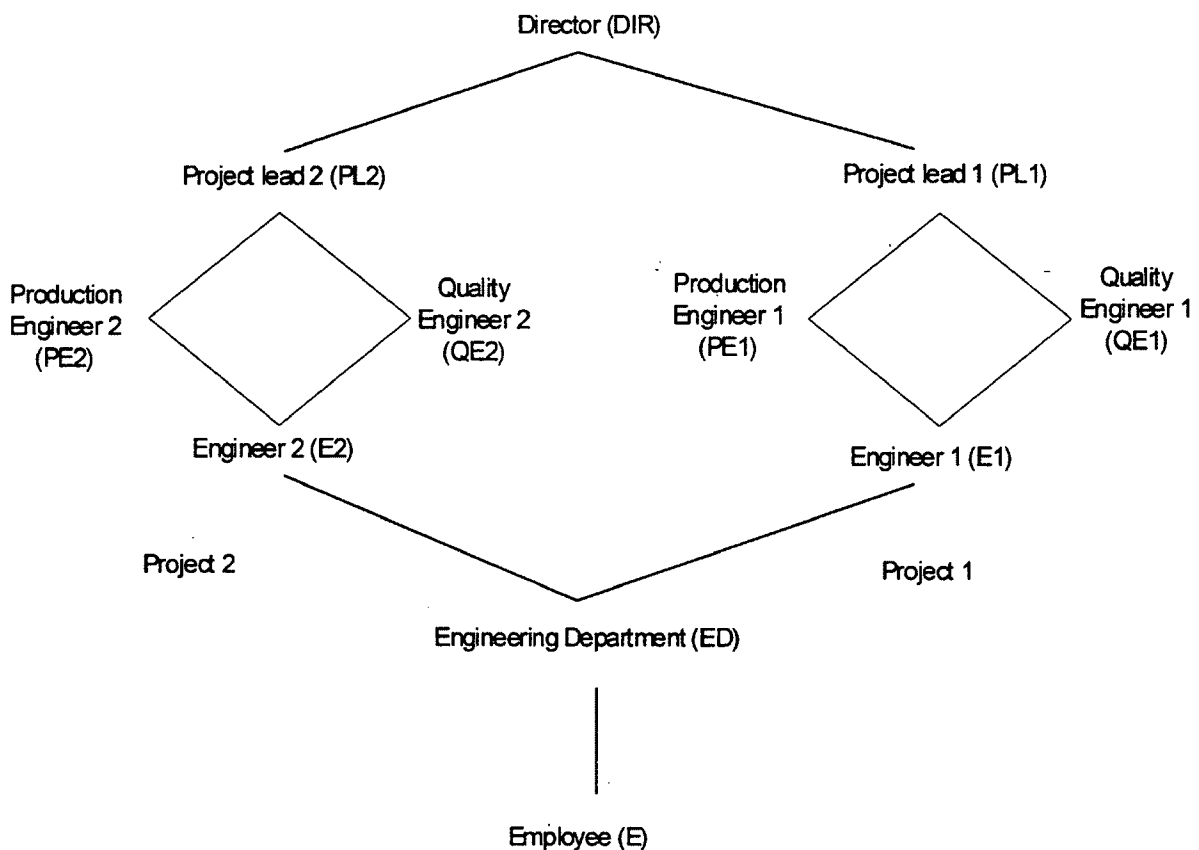 Director (DIR)
Project lead 2 (PL2)
Project lead 1 (PL1)
Production
Engineer 2
(PE2)
Quality
Engineer 2
(QE2)
Production
Engineer 1
(PE1)
Quality
Engineer 1
(QE1)
Engineer 2 (E2)
Engineer 1 (E1)
Project 2
Project 1
Engineering Department (ED)
Employee (E)